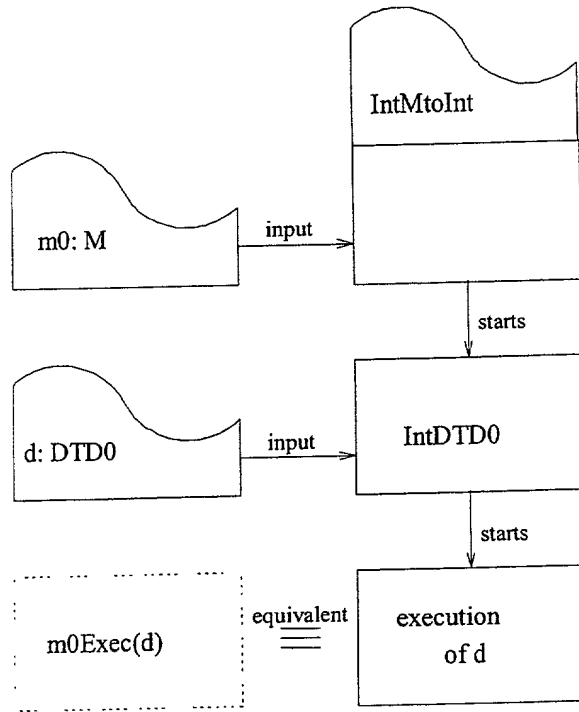 IntMtoInt
m0: M
input
starts
d: DTD0
input
IntDTD0
starts
m0Exec(d)
equivalent
execution
of d